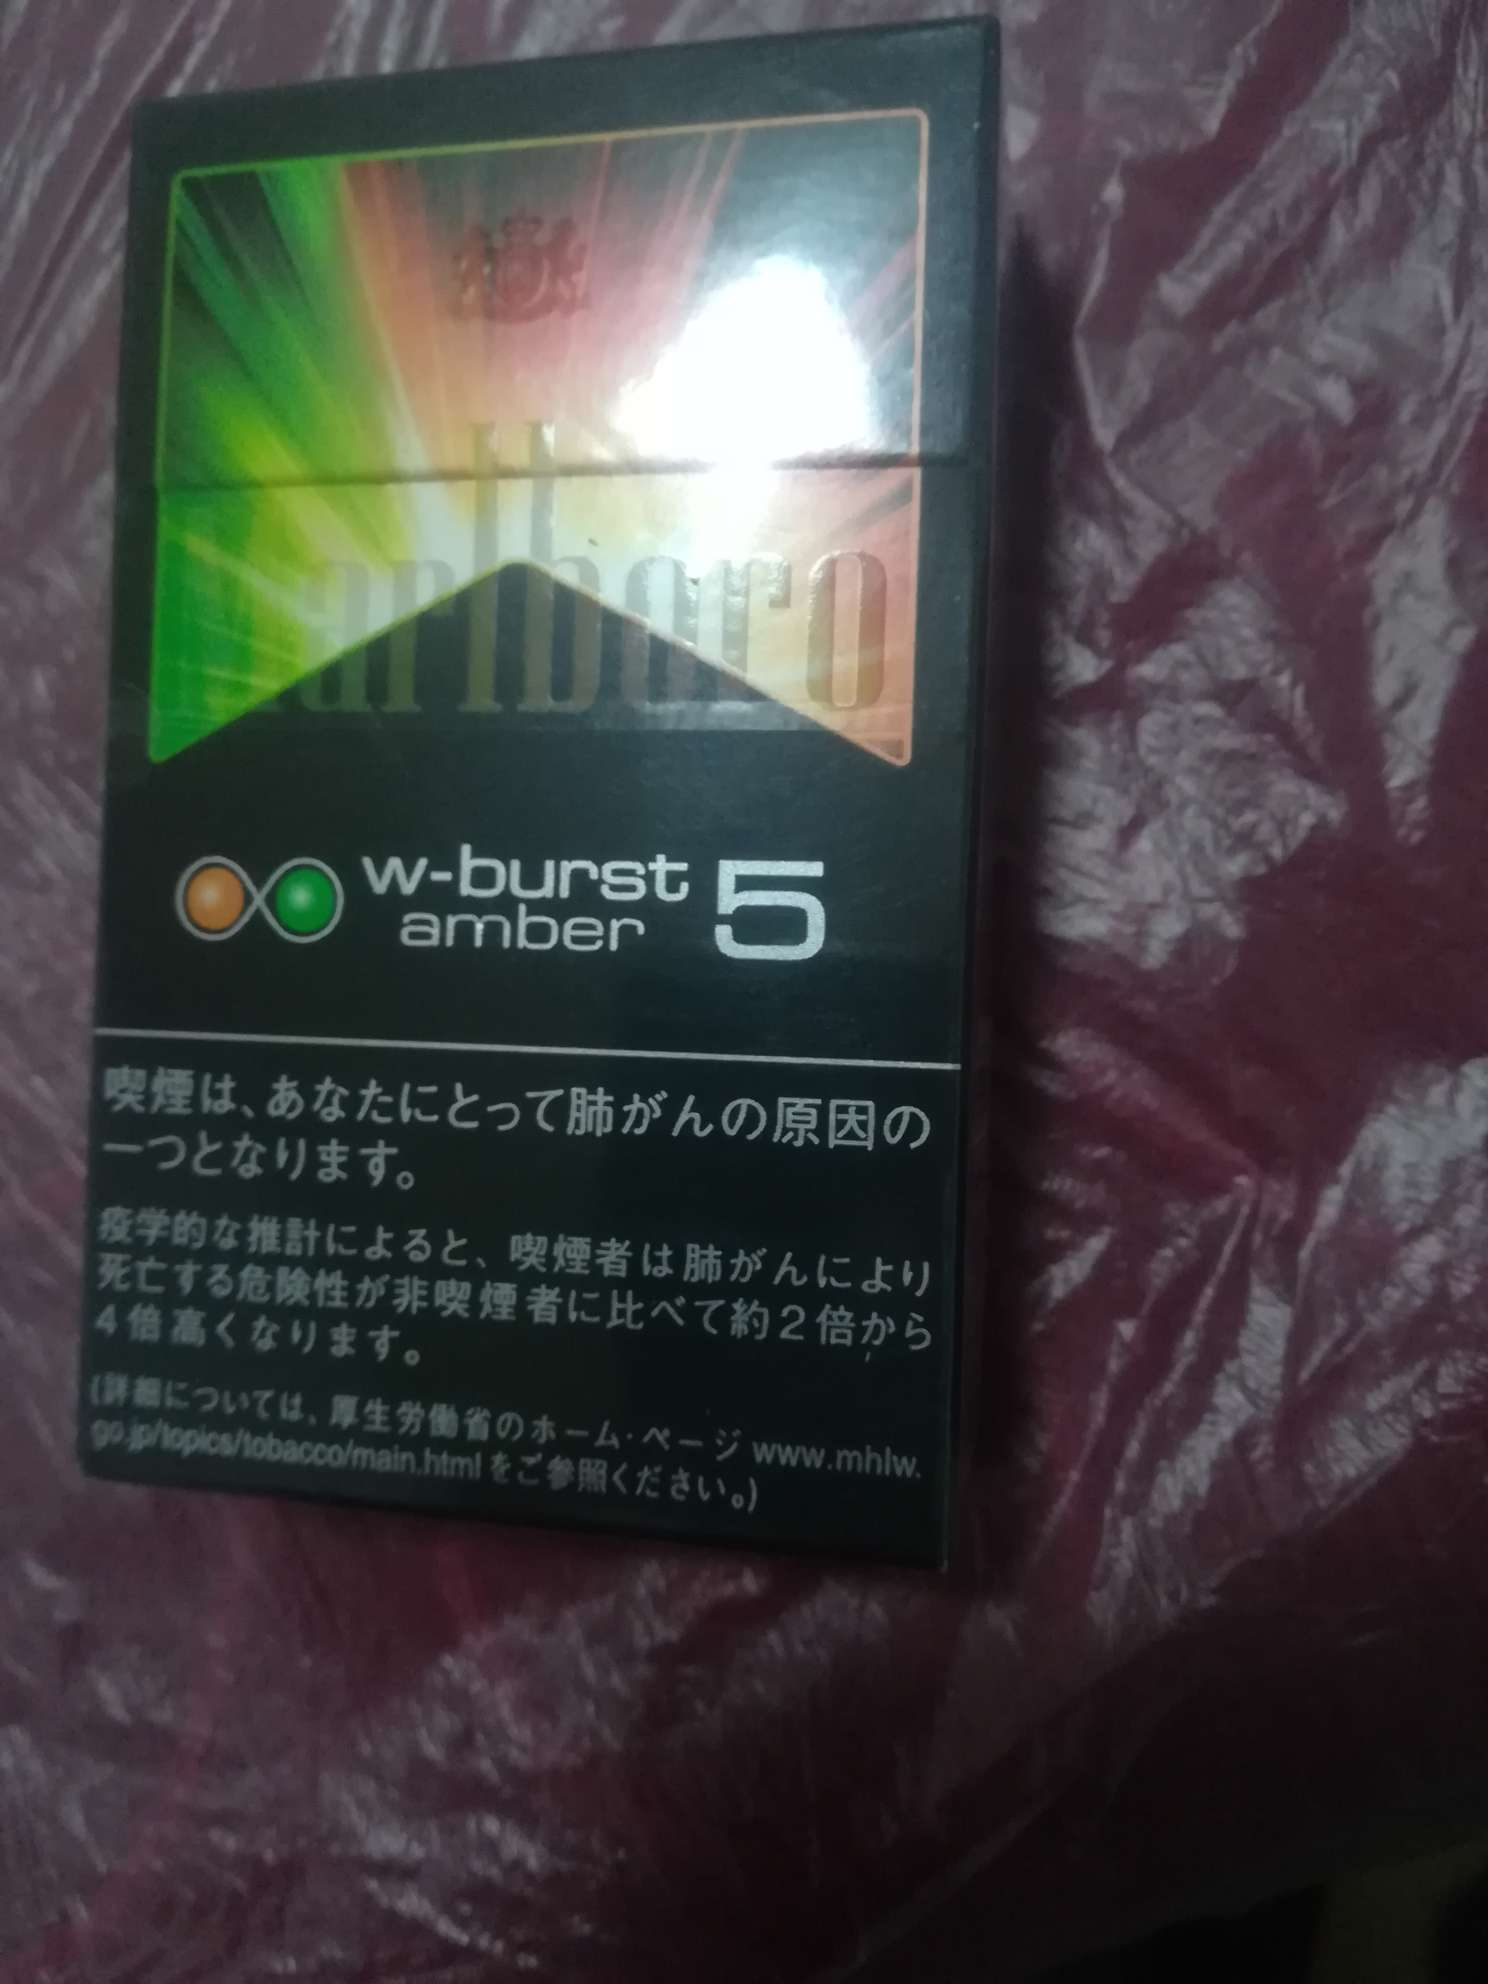 Marlboro
w-burst
amber
5
喫煙は、あなたにとって肺がんの原因の
一つとなります。
疫学的な推計によると、喫煙者は肺がんにより
死亡する危険性が非喫煙者に比べて約2倍から
4倍高くなります。
(詳細については、厚生労働省のホーム・ページ www.mhlw.
go.jp/topics/tobacco/main.html をご参照ください。)